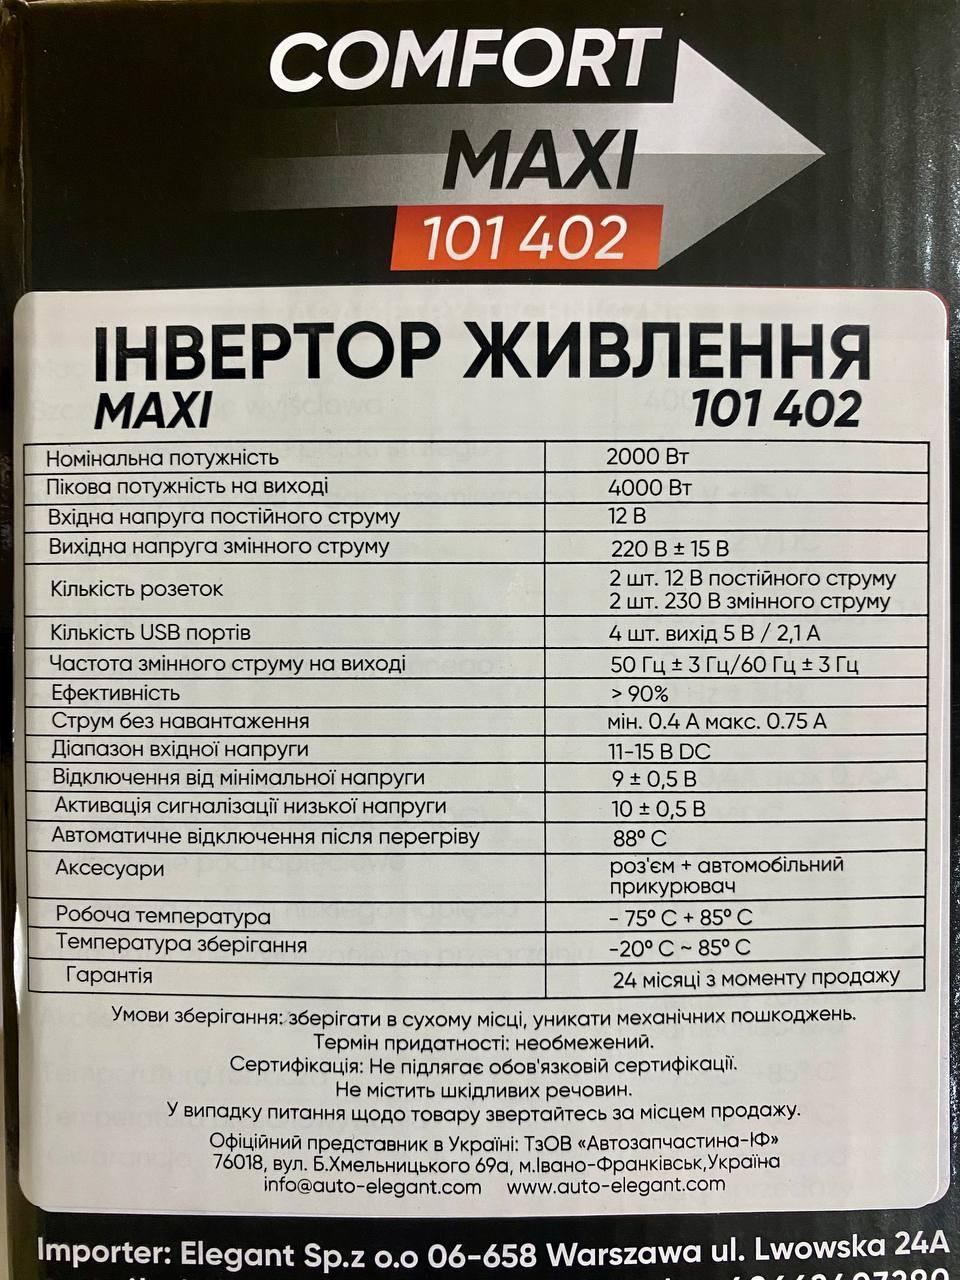 COMFORT
MAXI
101 402
ІНВЕРТОР ЖИВЛЕННЯ
MAXI 101 402
Номінальна потужність 2000 Вт
Пікова потужність на виході 4000 Вт
Вхідна напруга постійного струму 12 В
Вихідна напруга змінного струму 220 В ± 15 В
Кількість розеток 2 шт. 12 В постійного струму
2 шт. 230 В змінного струму
Кількість USB портів 4 шт. вихід 5 В / 2,1 А
Частота змінного струму на виході 50 Гц ± 3 Гц/60 Гц ± 3 Гц
Ефективність > 90%
Струм без навантаження мін. 0.4 А макс. 0.75 А
Діапазон вхідної напруги 11-15 В DC
Відключення від мінімальної напруги 9 ± 0,5 В
Активація сигналізації низької напруги 10 ± 0,5 В
Автоматичне відключення після перегріву 88º С
Аксесуари роз'єм + автомобільний
прикурювач
Робоча температура - 75º С + 85º С
Температура зберігання -20º С ~ 85º С
Гарантія 24 місяці з моменту продажу
Умови зберігання: зберігати в сухому місці, уникати механічних пошкоджень.
Термін придатності: необмежений.
Сертифікація: Не підлягає обов'язковій сертифікації.
Не містить шкідливих речовин.
У випадку питання щодо товару звертайтесь за місцем продажу.
Офіційний представник в Україні: ТзОВ «Автозапчастина-ІФ»
76018, вул. Б.Хмельницького 69а, м.Івано-Франківськ,Україна
info@auto-elegant.com www.auto-elegant.com
Importer: Elegant Sp.z o.o 06-658 Warszawa ul. Lwowska 24A